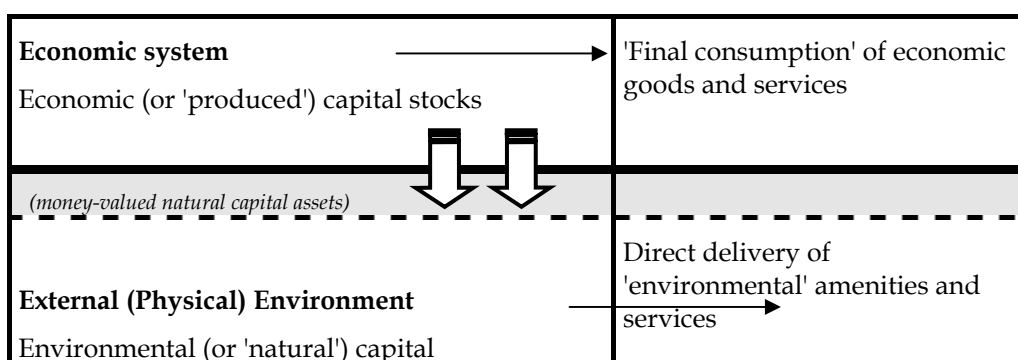 Economic system
Economic (or 'produced') capital stocks
'Final consumption' of economic
goods and services
(money-valued natural capital assets)
External (Physical) Environment
Environmental (or 'natural') capital
Direct delivery of
'environmental' amenities and
services